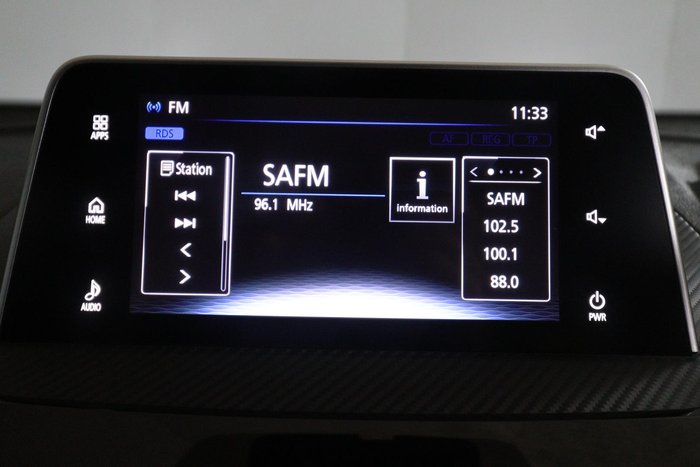 FM
11:33
RDS
AF REG TP
APPS
HOME
AUDIO
Station
SAFM
96.1 MHz
i
information
SAFM
102.5
100.1
88.0
PWR